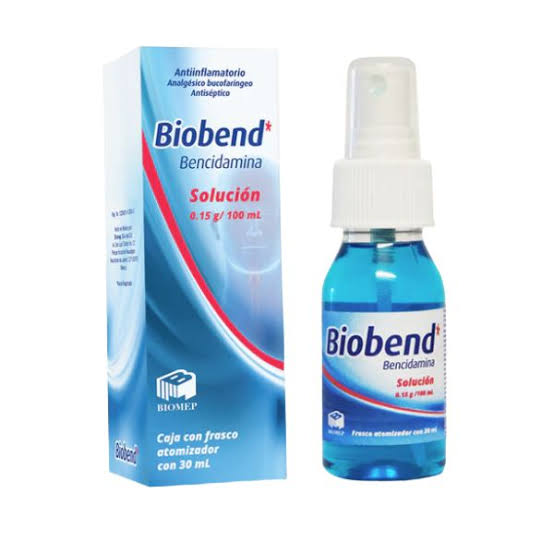 Antiinflamatorio
Analgésico bucofaríngeo
Antiséptico
Biobend*
Bencidamina
Solución
0.15 g/ 100 mL
BIOMEP
Caja con frasco
atomizador
con 30 mL
Biobend
Biobend*
Bencidamina
Solución
0.15 g/100 mL
BIOMEP
Frasco atomizador con 30 mL